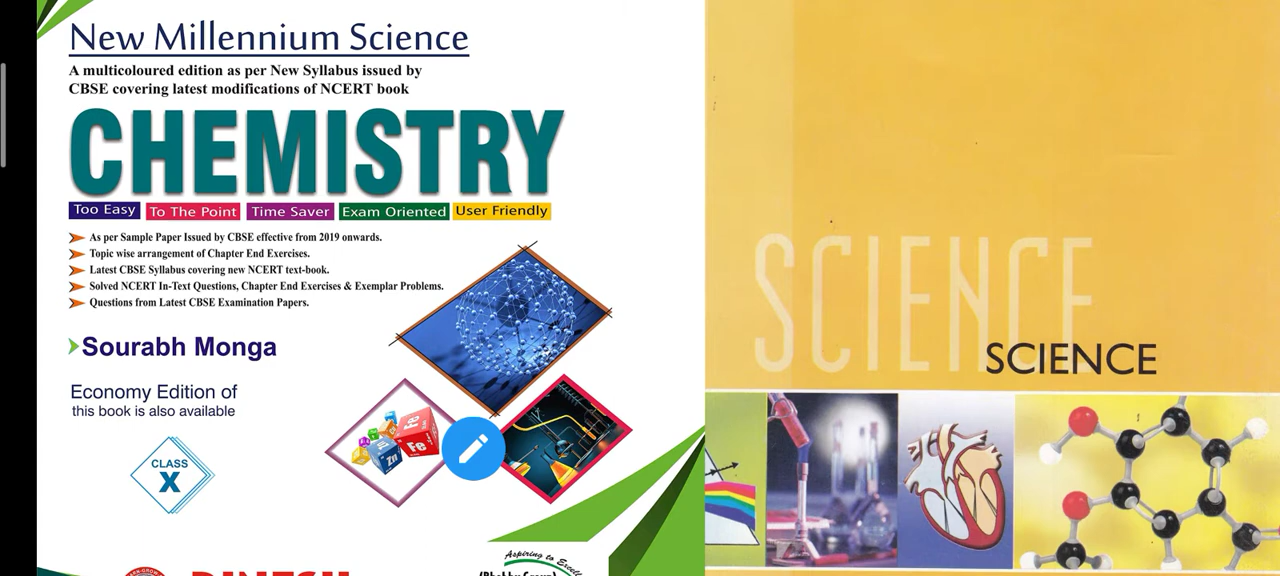 New Millennium Science
A multicoloured edition as per New Syllabus issued by
CBSE covering latest modifications of NCERT book
CHEMISTRY
Too Easy To The Point Time Saver Exam Oriented User Friendly
As per Sample Paper Issued by CBSE effective from 2019 onwards.
Topic wise arrangement of Chapter End Exercises.
Latest CBSE Syllabus covering new NCERT text-book.
Solved NCERT In-Text Questions, Chapter End Exercises & Exemplar Problems.
Questions from Latest CBSE Examination Papers.
Sourabh Monga
Economy Edition of
this book is also available
CLASS
X
Fe
Fe
Zn
Aspiring to Excel
SCIENCE
SCIENCE